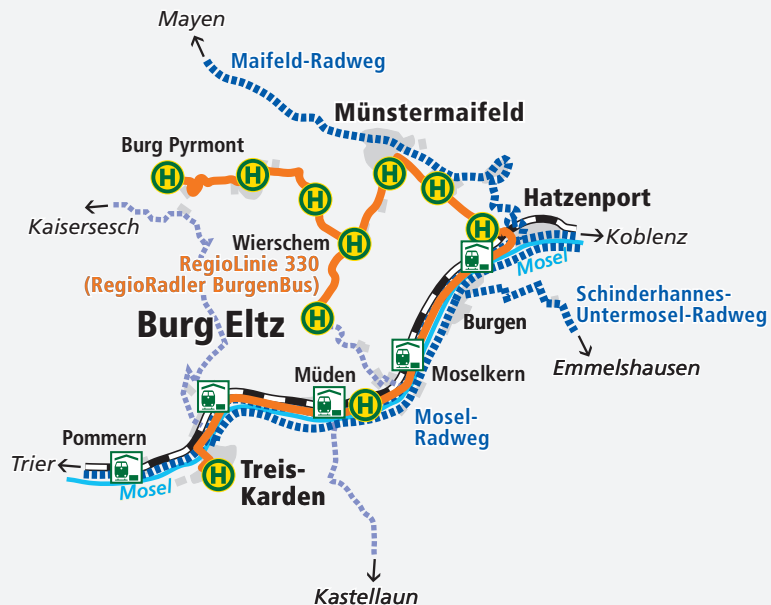 Mayen
Maifeld-Radweg
Münstermaifeld
Burg Pyrmont
H
H
H
H
H
Hatzenport
H
Kaisersesch
Wierschem
H
Koblenz
RegioLinie 330
(RegioRadler BurgenBus)
Mosel
Schinderhannes-
Untermosel-Radweg
Burg Eltz
H
Burgen
Emmelshausen
Müden
Moselkern
H
Mosel-
Radweg
Pommern
Trier
Mosel
H
Treis-
Karden
Kastellaun